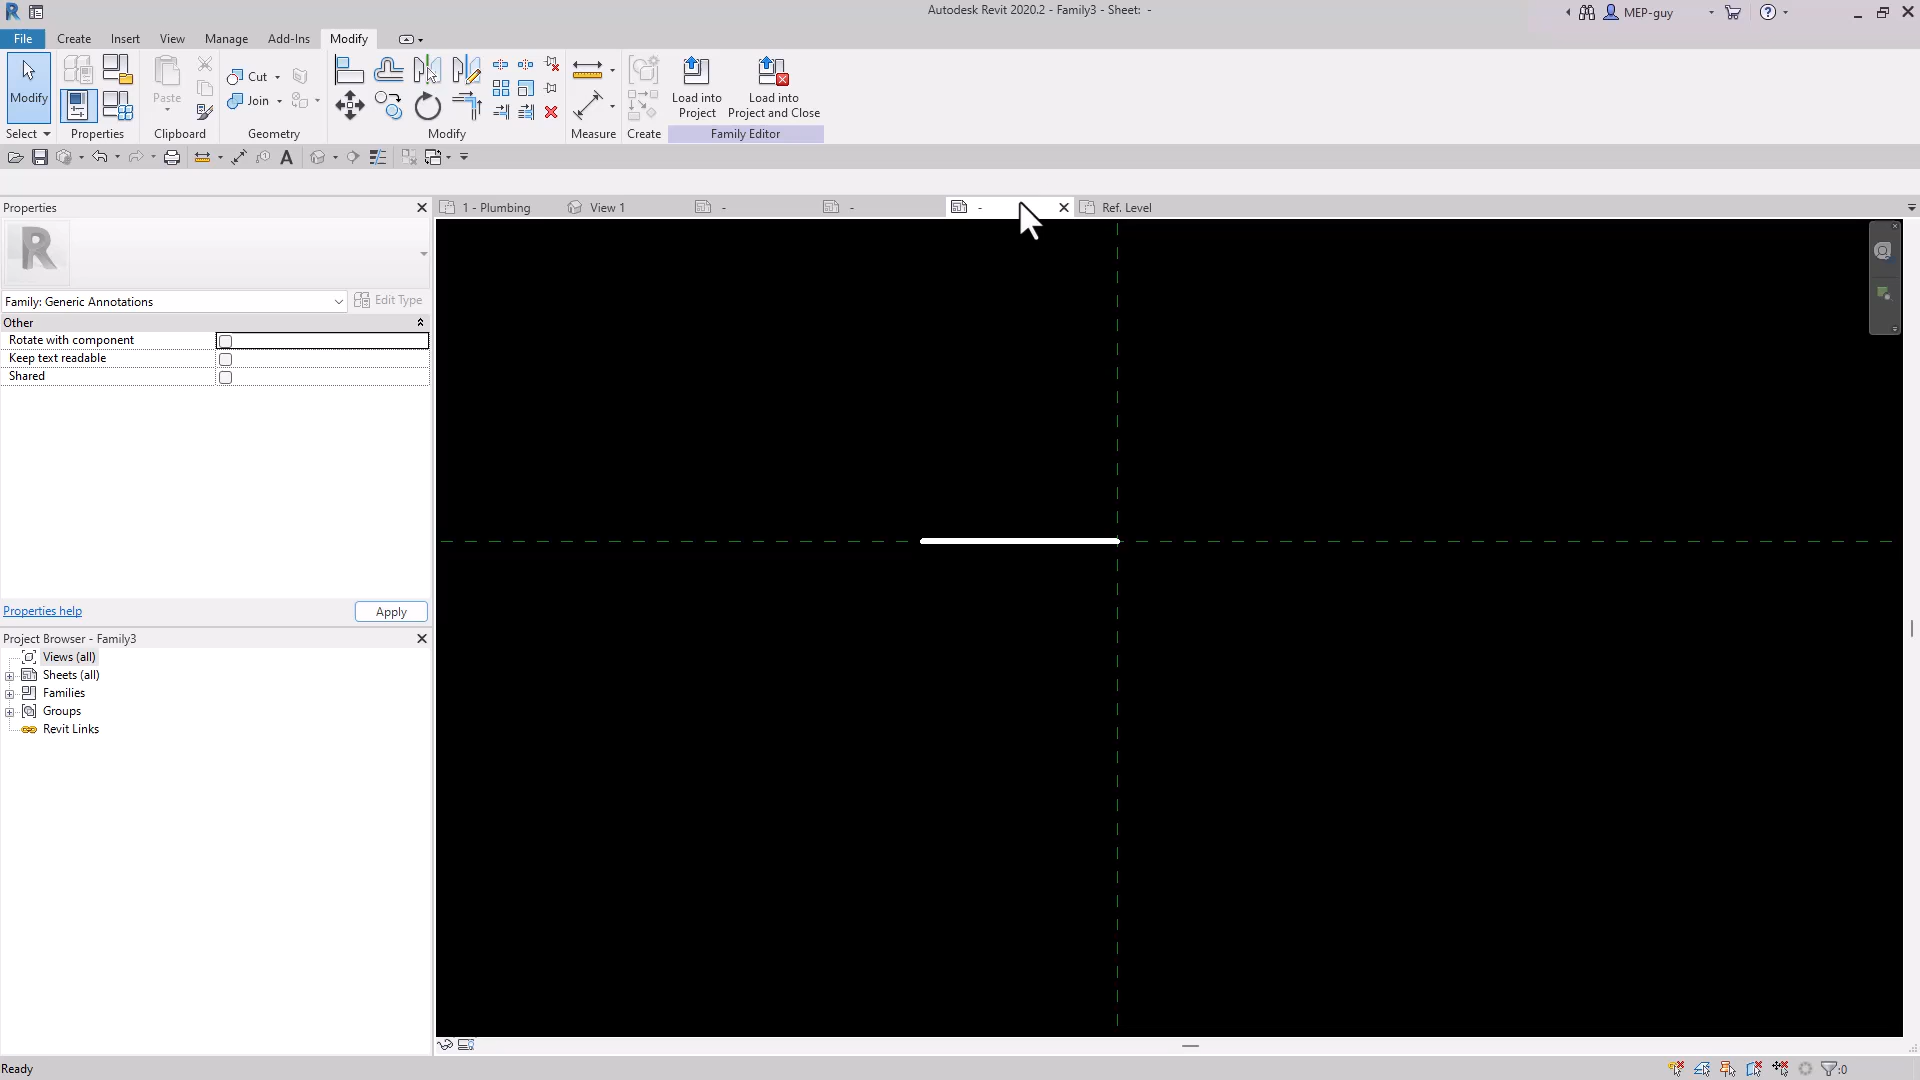 Autodesk Revit 2020.2 - Family3 - Sheet: -
MEP-guy
File Create Insert View Manage Add-Ins Modify
Modify
Paste
Cut
Join
Load into Project
Load into Project and Close
Select Properties Clipboard Geometry Modify Measure Create Family Editor
Properties
1 - Plumbing View 1 - - - Ref. Level
Family: Generic Annotations Edit Type
Other
Rotate with component
Keep text readable
Shared
Properties help Apply
Project Browser - Family3
Views (all)
Sheets (all)
Families
Groups
Revit Links
Ready
:0